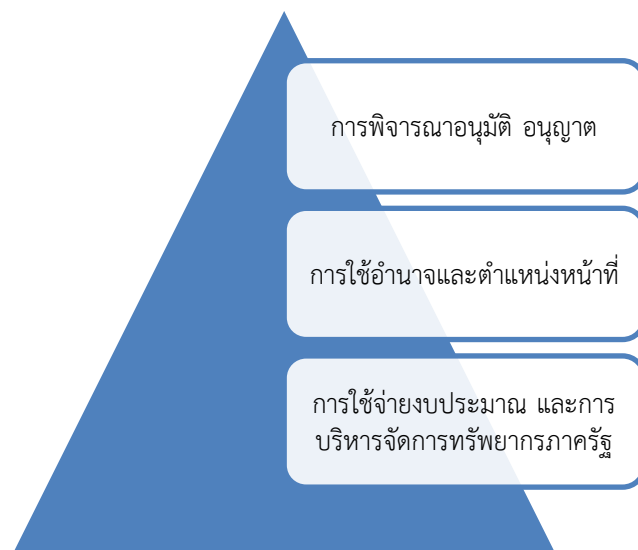 การพิจารณาอนุมัติ อนุญาต
การใช้อำนาจและตำแหน่งหน้าที่
การใช้จ่ายงบประมาณ และการ
บริหารจัดการทรัพยากรภาครัฐ